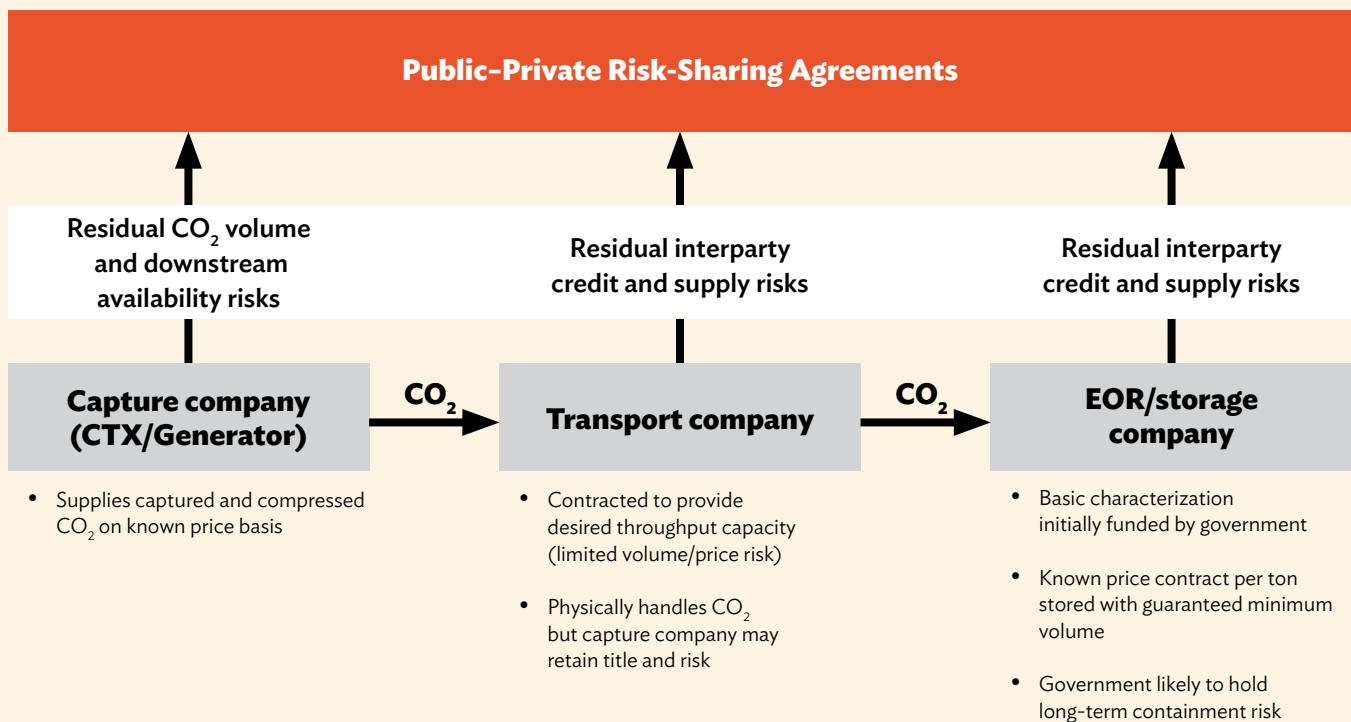 Public–Private Risk-Sharing Agreements
Residual CO₂ volume
and downstream
availability risks
Residual interparty
credit and supply risks
Residual interparty
credit and supply risks
Capture company
(CTX/Generator)
CO₂
Transport company
CO₂
EOR/storage
company
• Supplies captured and compressed
CO₂ on known price basis
• Contracted to provide
desired throughput capacity
(limited volume/price risk)
• Physically handles CO₂
but capture company may
retain title and risk
• Basic characterization
initially funded by government
• Known price contract per ton
stored with guaranteed minimum
volume
• Government likely to hold
long-term containment risk